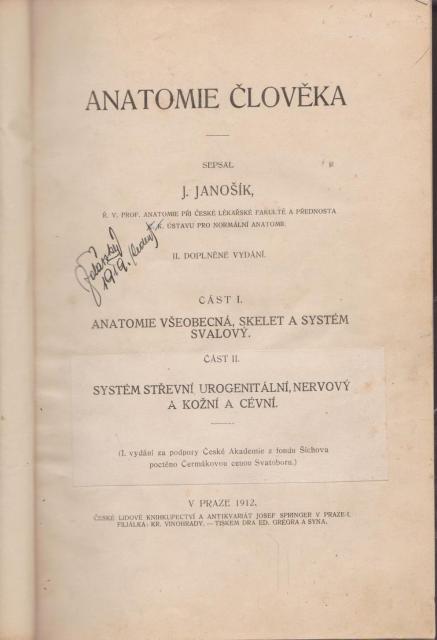 ANATOMIE ČLOVĚKA
SEPSAL
J. JANOŠÍK,
Ř. V. PROF. ANATOMIE PŘI ČESKÉ LÉKAŘSKÉ FAKULTĚ A PŘEDNOSTA
K. ÚSTAVU PRO NORMÁLNÍ ANATOMII.
II. DOPLNĚNÉ VYDÁNÍ.
1919.
ČÁST I.
ANATOMIE VŠEOBECNÁ, SKELET A SYSTÉM
SVALOVÝ.
ČÁST II.
SYSTÉM STŘEVNÍ UROGENITÁLNÍ, NERVOVÝ
A KOŽNÍ A CÉVNÍ.
(I. vydání za podpory České Akademie z fondu Šichova
poctěno Čermákovou cenou Svatoboru.)
V PRAZE 1912.
ČESKÉ LIDOVÉ KNIHKUPECTVÍ A ANTIKVARIÁT JOSEF SPRINGER V PRAZE-I.
FILIÁLKA: KR. VINOHRADY. — TISKEM DRA ED. GRÉGRA A SYNA.